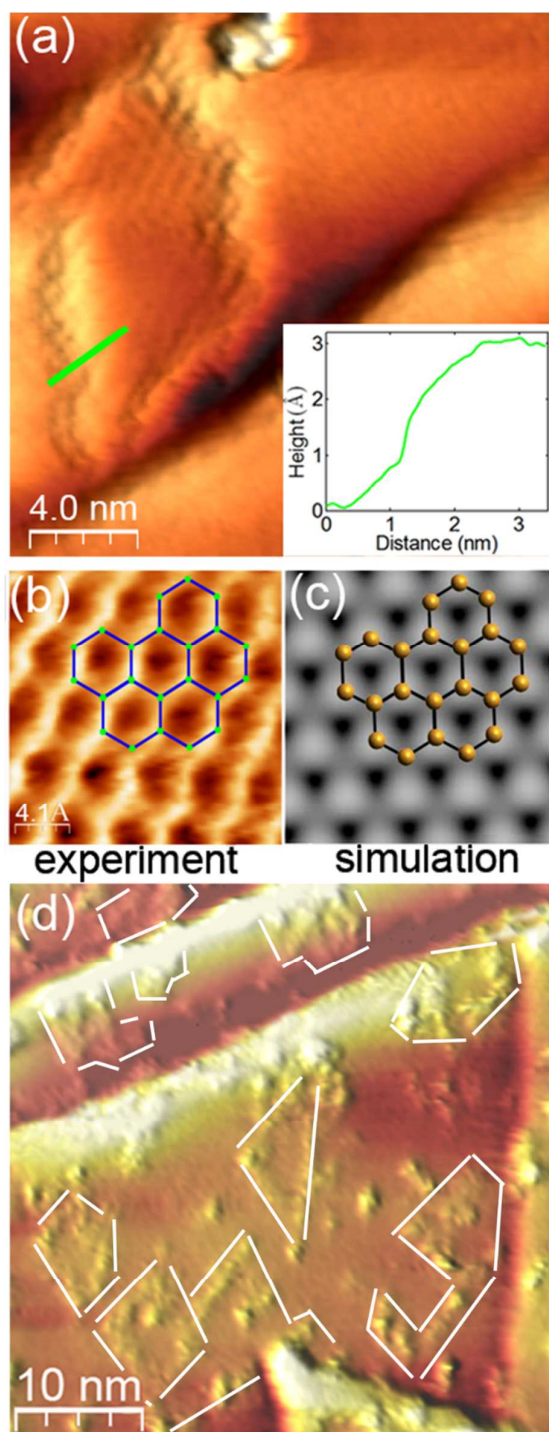 (a)
4.0 nm
Height (Å)
3
2
1
0
0
1
2
3
Distance (nm)
(b)
4.1Å
(c)
experiment
simulation
(d)
10 nm